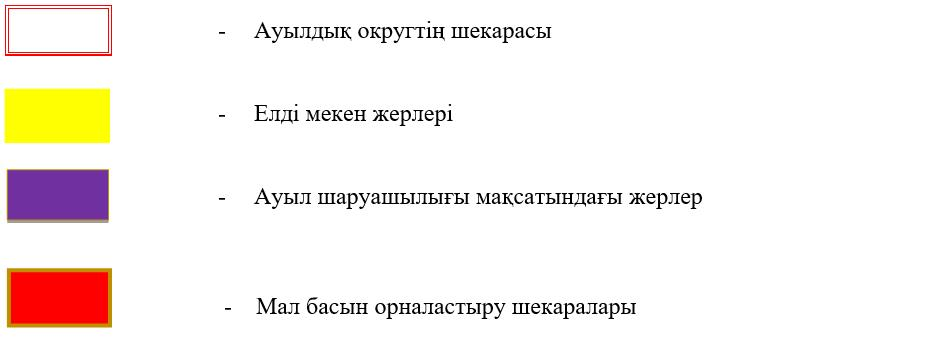 - Ауылдық округтің шекарасы
- Елді мекен жерлері
- Ауыл шаруашылығы мақсатындағы жерлер
- Мал басын орналастыру шекаралары